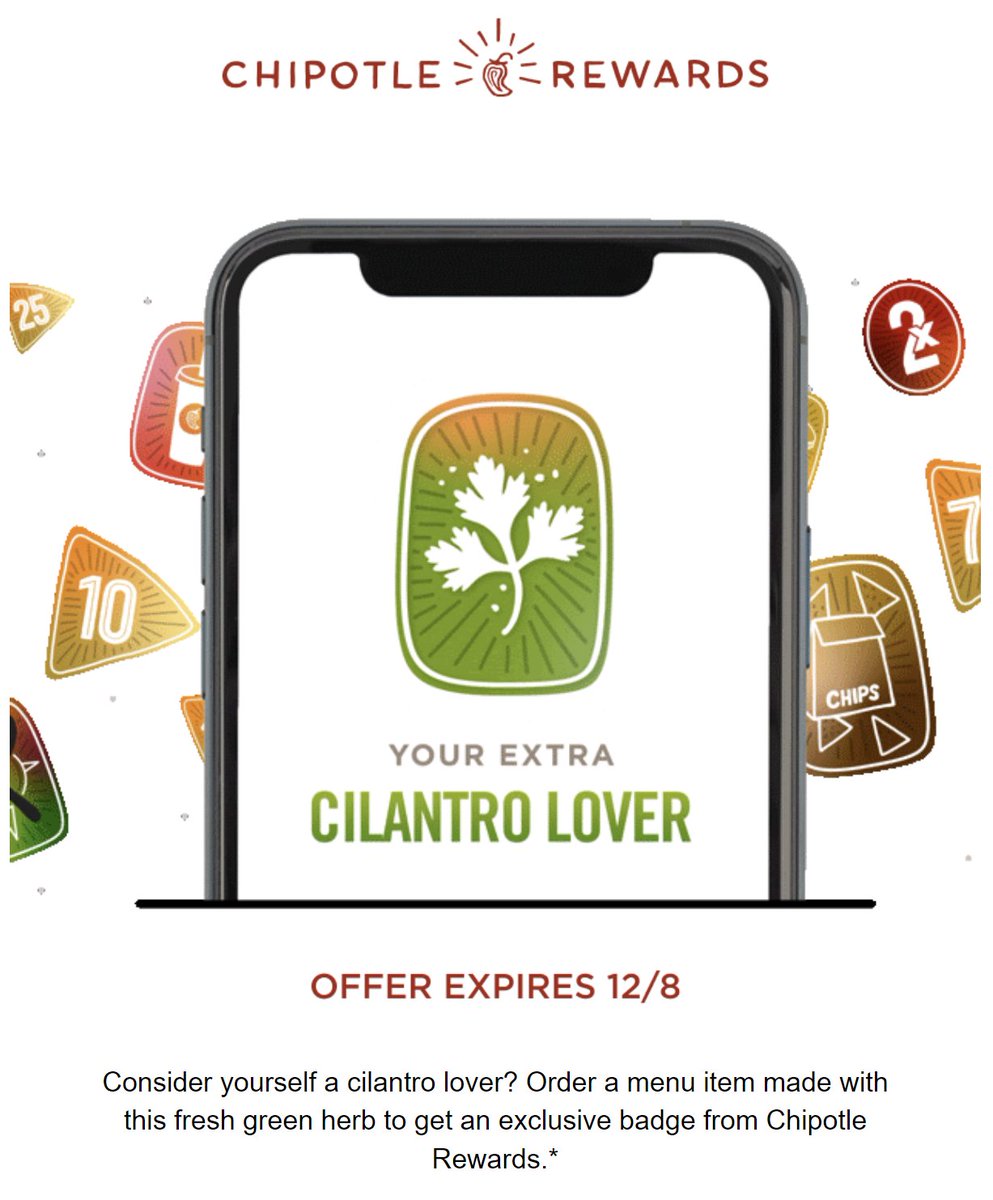 CHIPOTLE REWARDS
25
2x
10
7
CHIPS
YOUR EXTRA
CILANTRO LOVER
OFFER EXPIRES 12/8
Consider yourself a cilantro lover? Order a menu item made with
this fresh green herb to get an exclusive badge from Chipotle
Rewards.*